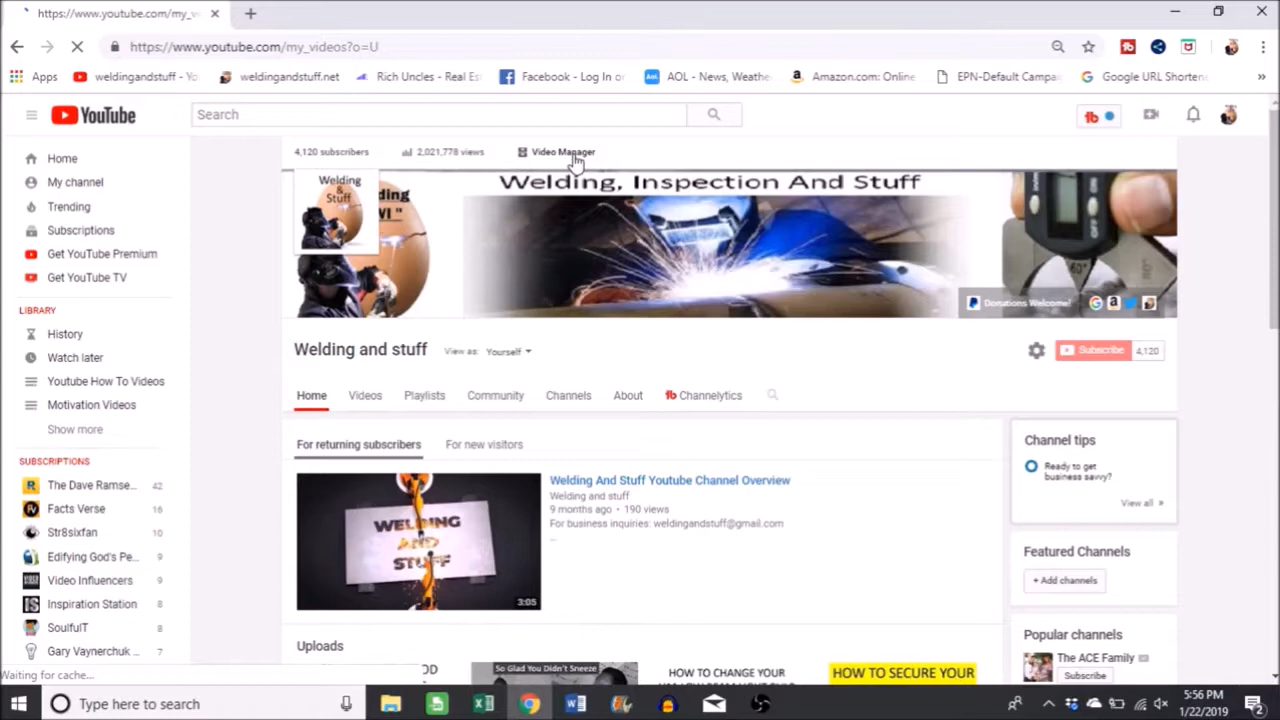 https://www.youtube.com/my_v
https://www.youtube.com/my_videos?o=U
Apps
weldingandstuff - Yo
weldingandstuff.net
Rich Uncles - Real Es
Facebook - Log In o
AOL - News, Weathe
Amazon.com: Online
EPN-Default Campai
Google URL Shorten
YouTube
Search
4,120 subscribers
2,021,778 views
Video Manager
Home
My channel
Trending
Subscriptions
Get YouTube Premium
Get YouTube TV
LIBRARY
History
Watch later
Youtube How To Videos
Motivation Videos
Show more
SUBSCRIPTIONS
The Dave Ramse... 42
Facts Verse 16
Str8sixfan 10
Edifying God's Pe... 9
Video Influencers 9
Inspiration Station 8
SoulfulT 8
Gary Vaynerchuk ... 7
Welding
&
Stuff
Welding, Inspection And Stuff
Donations Welcome!
Welding and stuff
View as: Yourself
Subscribe 4,120
Home Videos Playlists Community Channels About Channelytics
For returning subscribers
For new visitors
WELDING
AND
STUFF
3:05
Welding And Stuff Youtube Channel Overview
Welding and stuff
9 months ago • 190 views
For business inquiries: weldingandstuff@gmail.com
...
Uploads
So Glad You Didn't Sneeze
HOW TO CHANGE YOUR
HOW TO SECURE YOUR
Channel tips
Ready to get
business savvy?
View all »
Featured Channels
+ Add channels
Popular channels
The ACE Family
Subscribe
Waiting for cache...
Type here to search
5:56 PM
1/22/2019
2